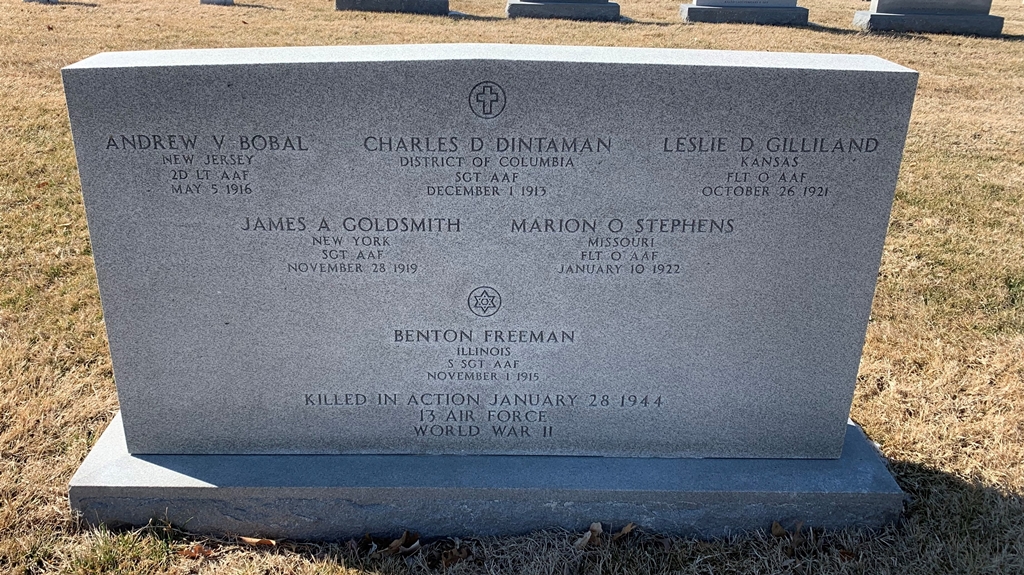 ANDREW V BOBAL
NEW JERSEY
2D LT AAF
MAY 5 1916
CHARLES D DINTAMAN
DISTRICT OF COLUMBIA
SGT AAF
DECEMBER 1 1913
LESLIE D GILLILAND
KANSAS
FLT O AAF
OCTOBER 26 1921
JAMES A GOLDSMITH
NEW YORK
SGT AAF
NOVEMBER 28 1919
MARION O STEPHENS
MISSOURI
FLT O AAF
JANUARY 10 1922
BENTON FREEMAN
ILLINOIS
S SGT AAF
NOVEMBER 1 1915
KILLED IN ACTION JANUARY 28 1944
13 AIR FORCE
WORLD WAR II